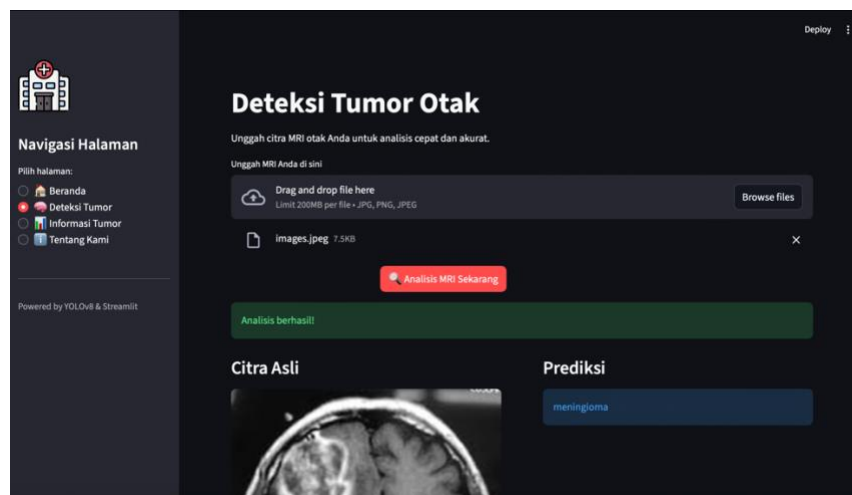 Deploy
Navigasi Halaman
Pilih halaman:
Beranda
Deteksi Tumor
Informasi Tumor
Tentang Kami
Powered by YOLOv8 & Streamlit
Deteksi Tumor Otak
Unggah citra MRI otak Anda untuk analisis cepat dan akurat.
Unggah MRI Anda di sini
Drag and drop file here
Limit 200MB per file • JPG, PNG, JPEG
Browse files
images.jpeg 7.5KB
Analisis MRI Sekarang
Analisis berhasil!
Citra Asli
Prediksi
meningioma